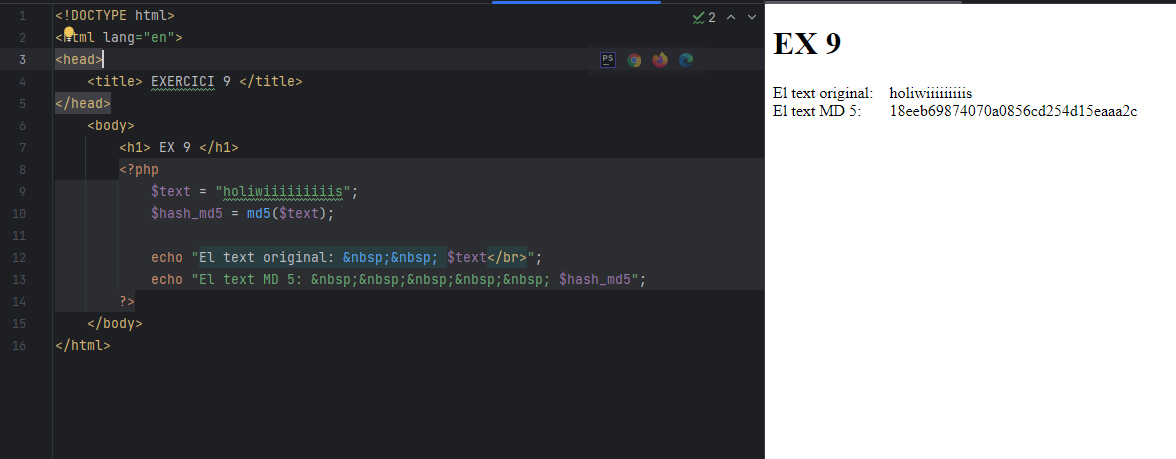 1 <!DOCTYPE html>
2 <html lang="en">
3 <head>
4 <title> EXERCICI 9 </title>
5 </head>
6 <body>
7 <h1> EX 9 </h1>
8 <?php
9 $text = "holiwiiiiiiiiis";
10 $hash_md5 = md5($text);
11
12 echo "El text original: &nbsp;&nbsp; $text</br>";
13 echo "El text MD 5: &nbsp;&nbsp;&nbsp;&nbsp;&nbsp; $hash_md5";
14 ?>
15 </body>
16 </html>
2
PS
EX 9
El text original: holiwiiiiiiiiis
El text MD 5: 18eeb69874070a0856cd254d15eaaa2c